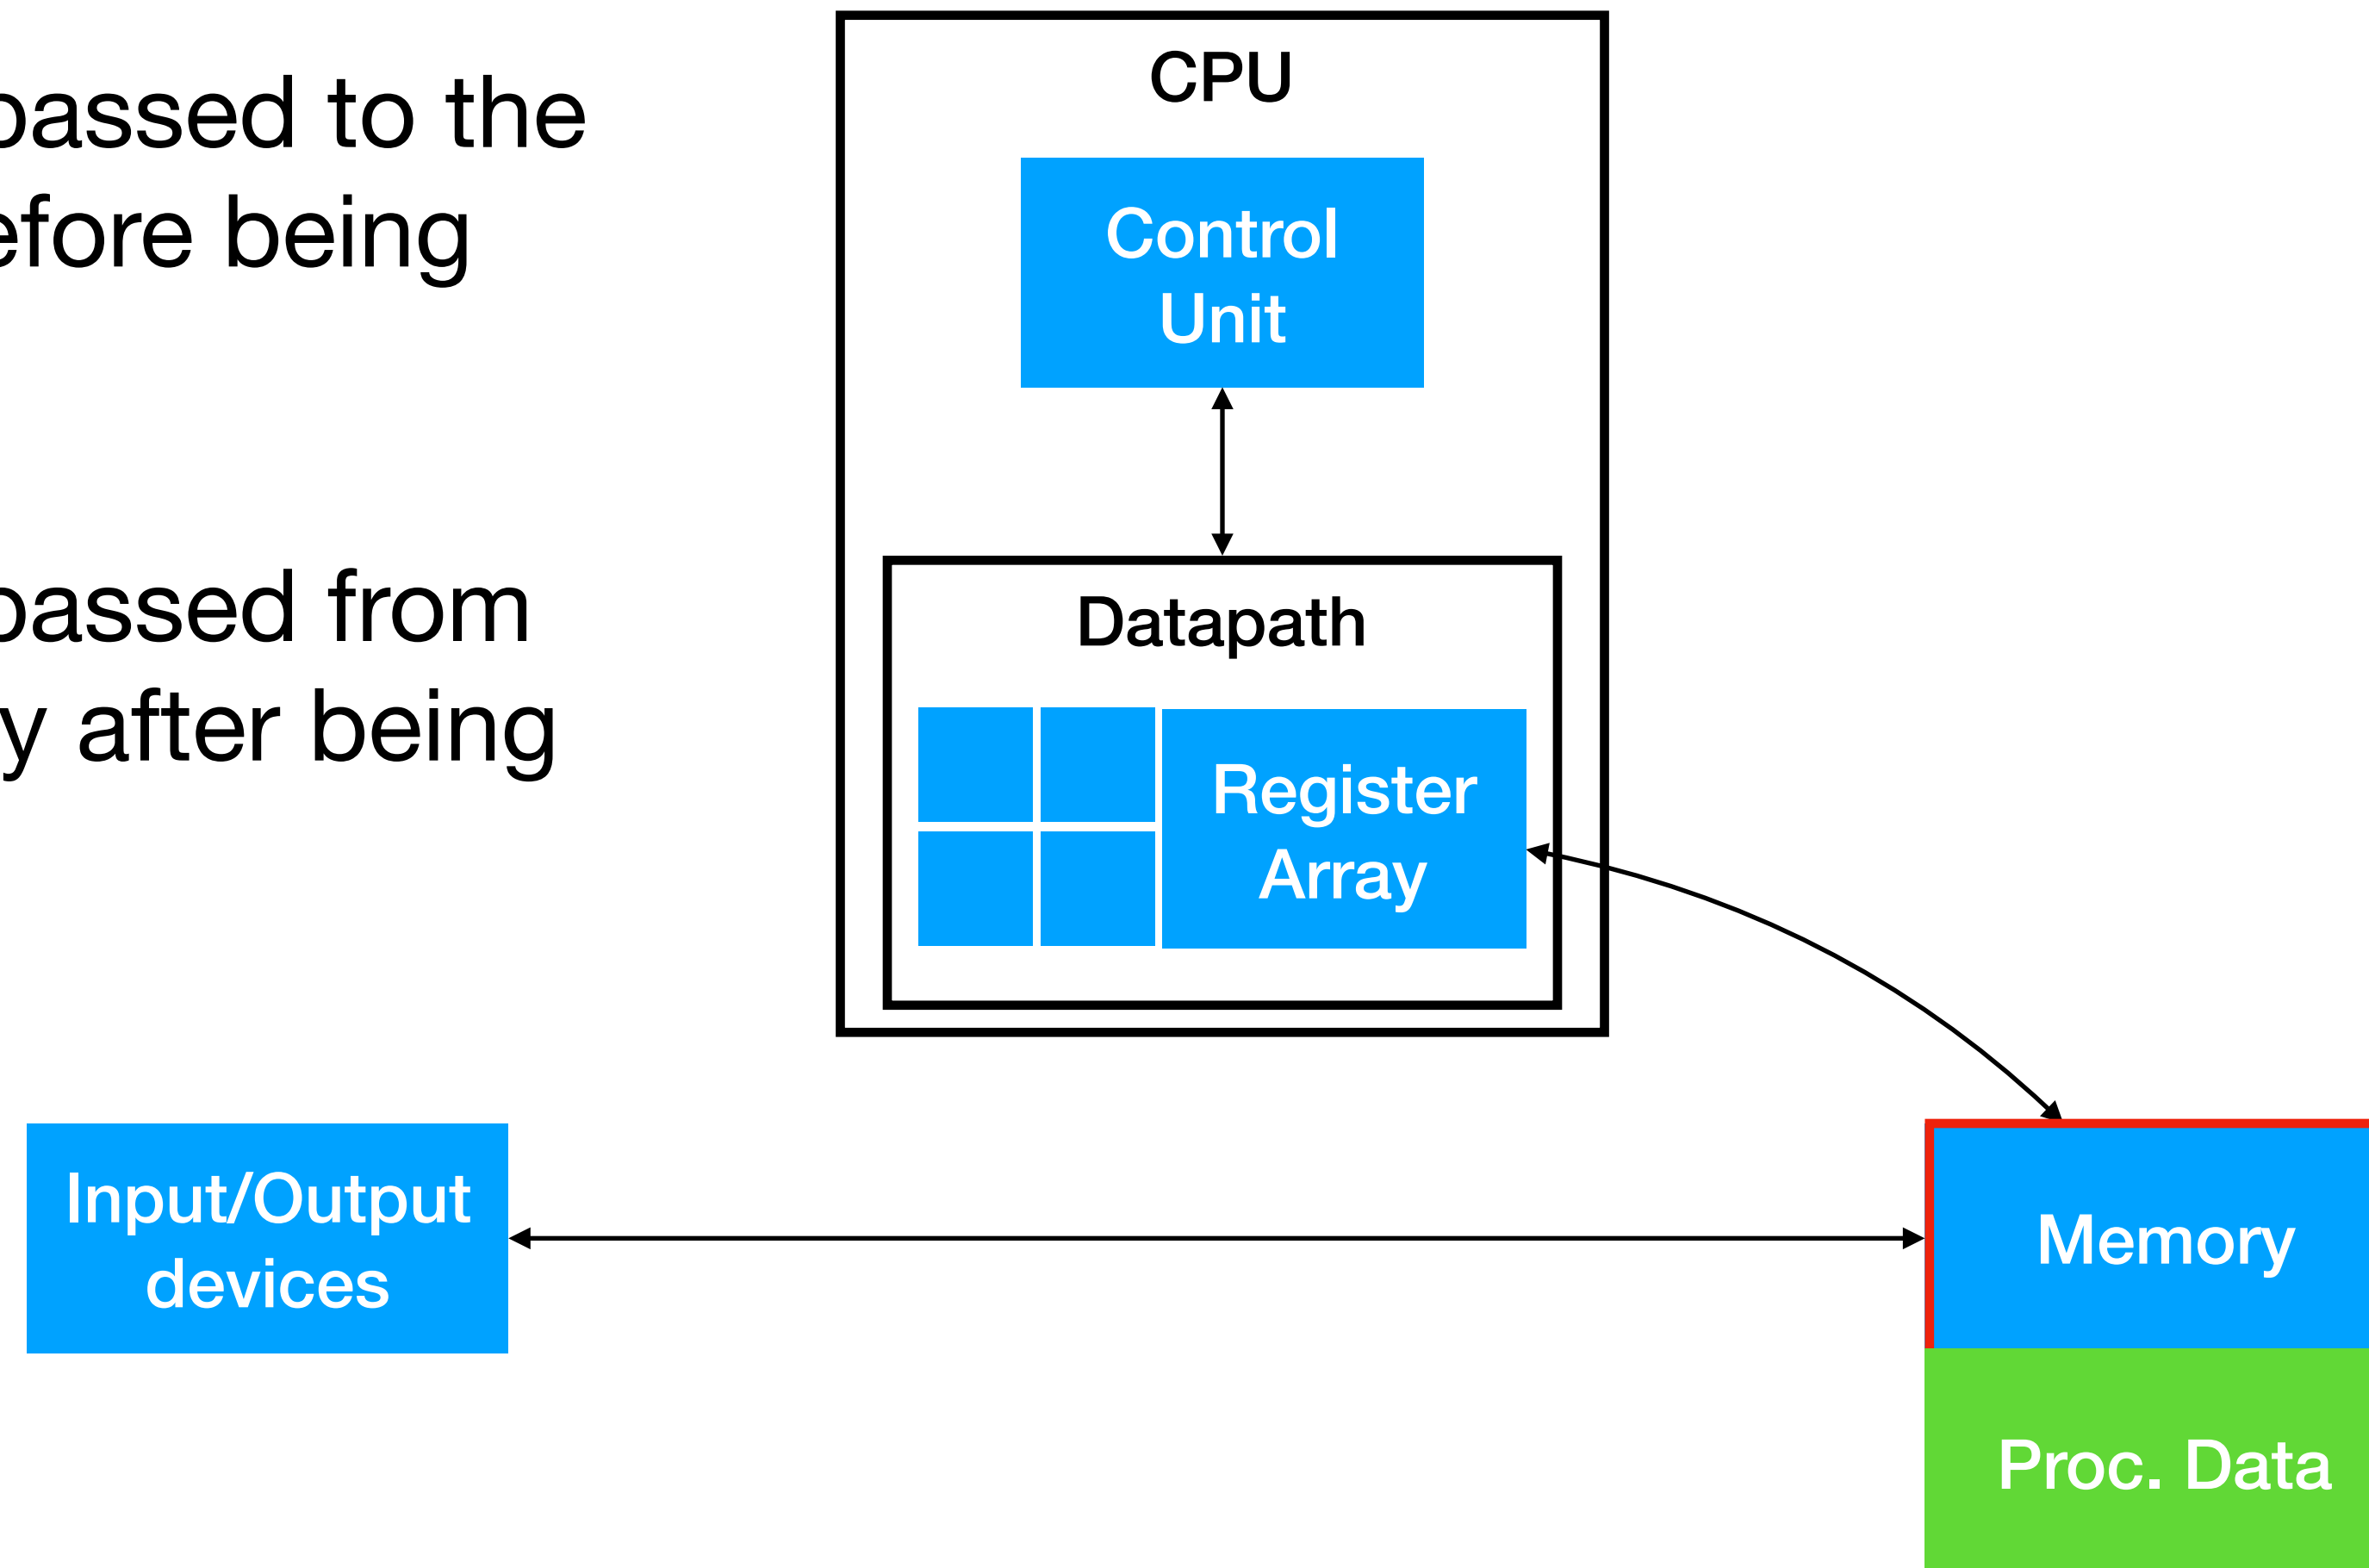 passed to the
efore being
passed from
y after being
CPU
Control
Unit
Datapath
Register
Array
Input/Output
devices
Memory
Proc. Data